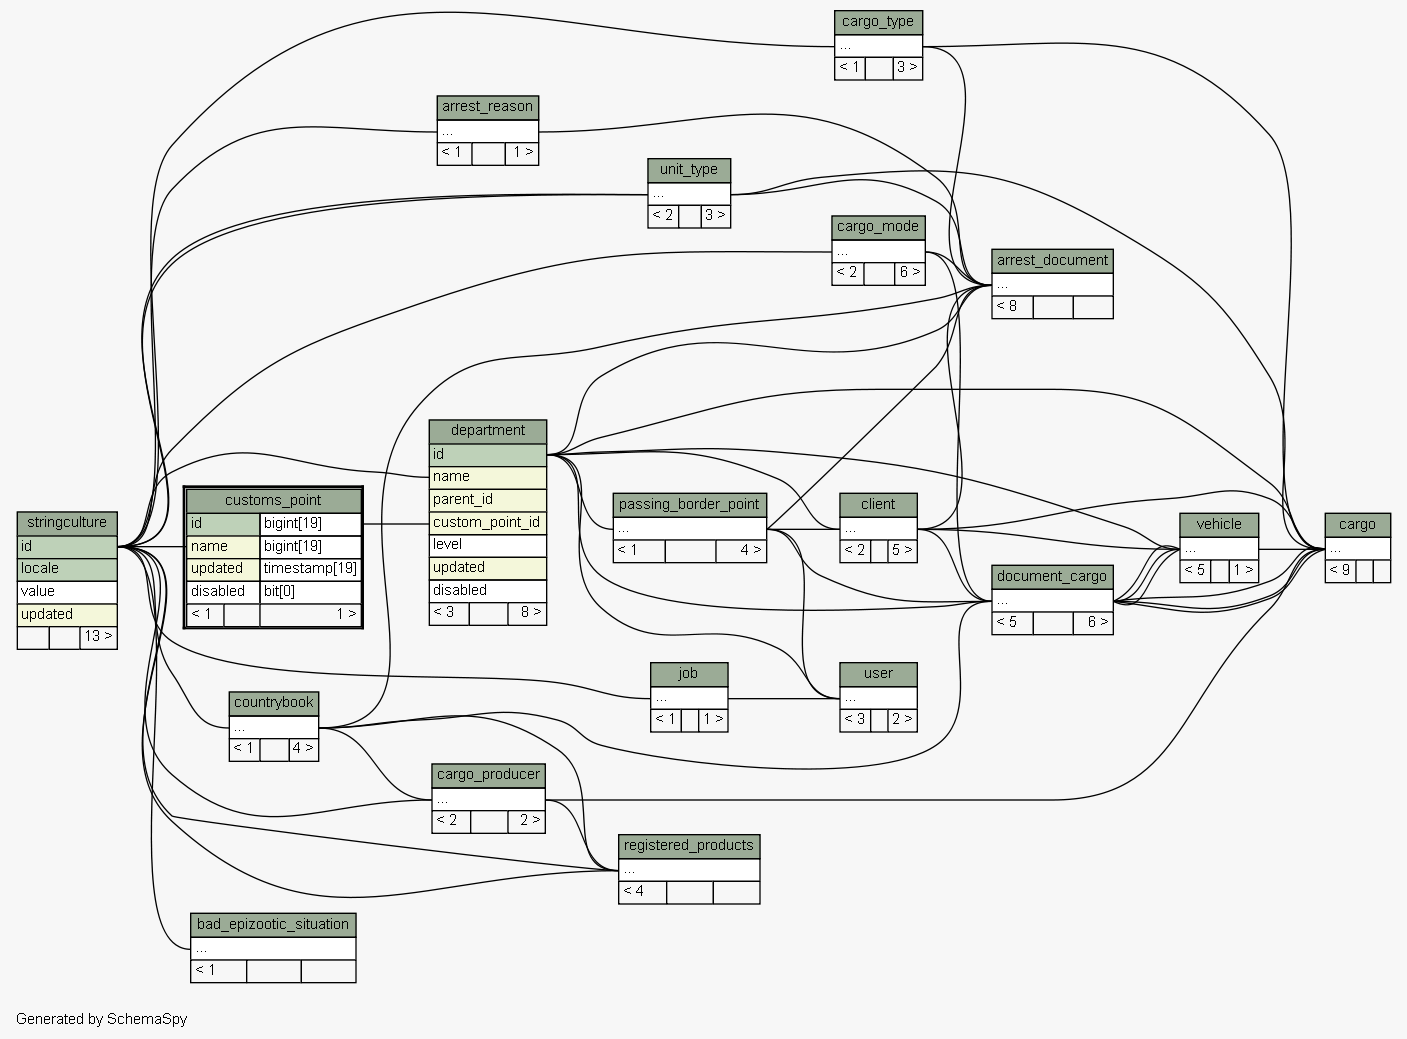 cargo_type
...
< 1 3 >
arrest_reason
...
< 1 1 >
unit_type
...
< 2 3 >
cargo_mode
...
< 2 6 >
arrest_document
...
< 8
department
id
name
parent_id
custom_point_id
level
updated
disabled
< 3 8 >
customs_point
id bigint[19]
name bigint[19]
updated timestamp[19]
disabled bit[0]
< 1 1 >
stringculture
id
locale
value
updated
13 >
passing_border_point
...
< 1 4 >
client
...
< 2 5 >
vehicle
...
< 5 1 >
cargo
...
< 9
document_cargo
...
< 5 6 >
job
...
< 1 1 >
user
...
< 3 2 >
countrybook
...
< 1 4 >
cargo_producer
...
< 2 2 >
registered_products
...
< 4
bad_epizootic_situation
...
< 1
Generated by SchemaSpy